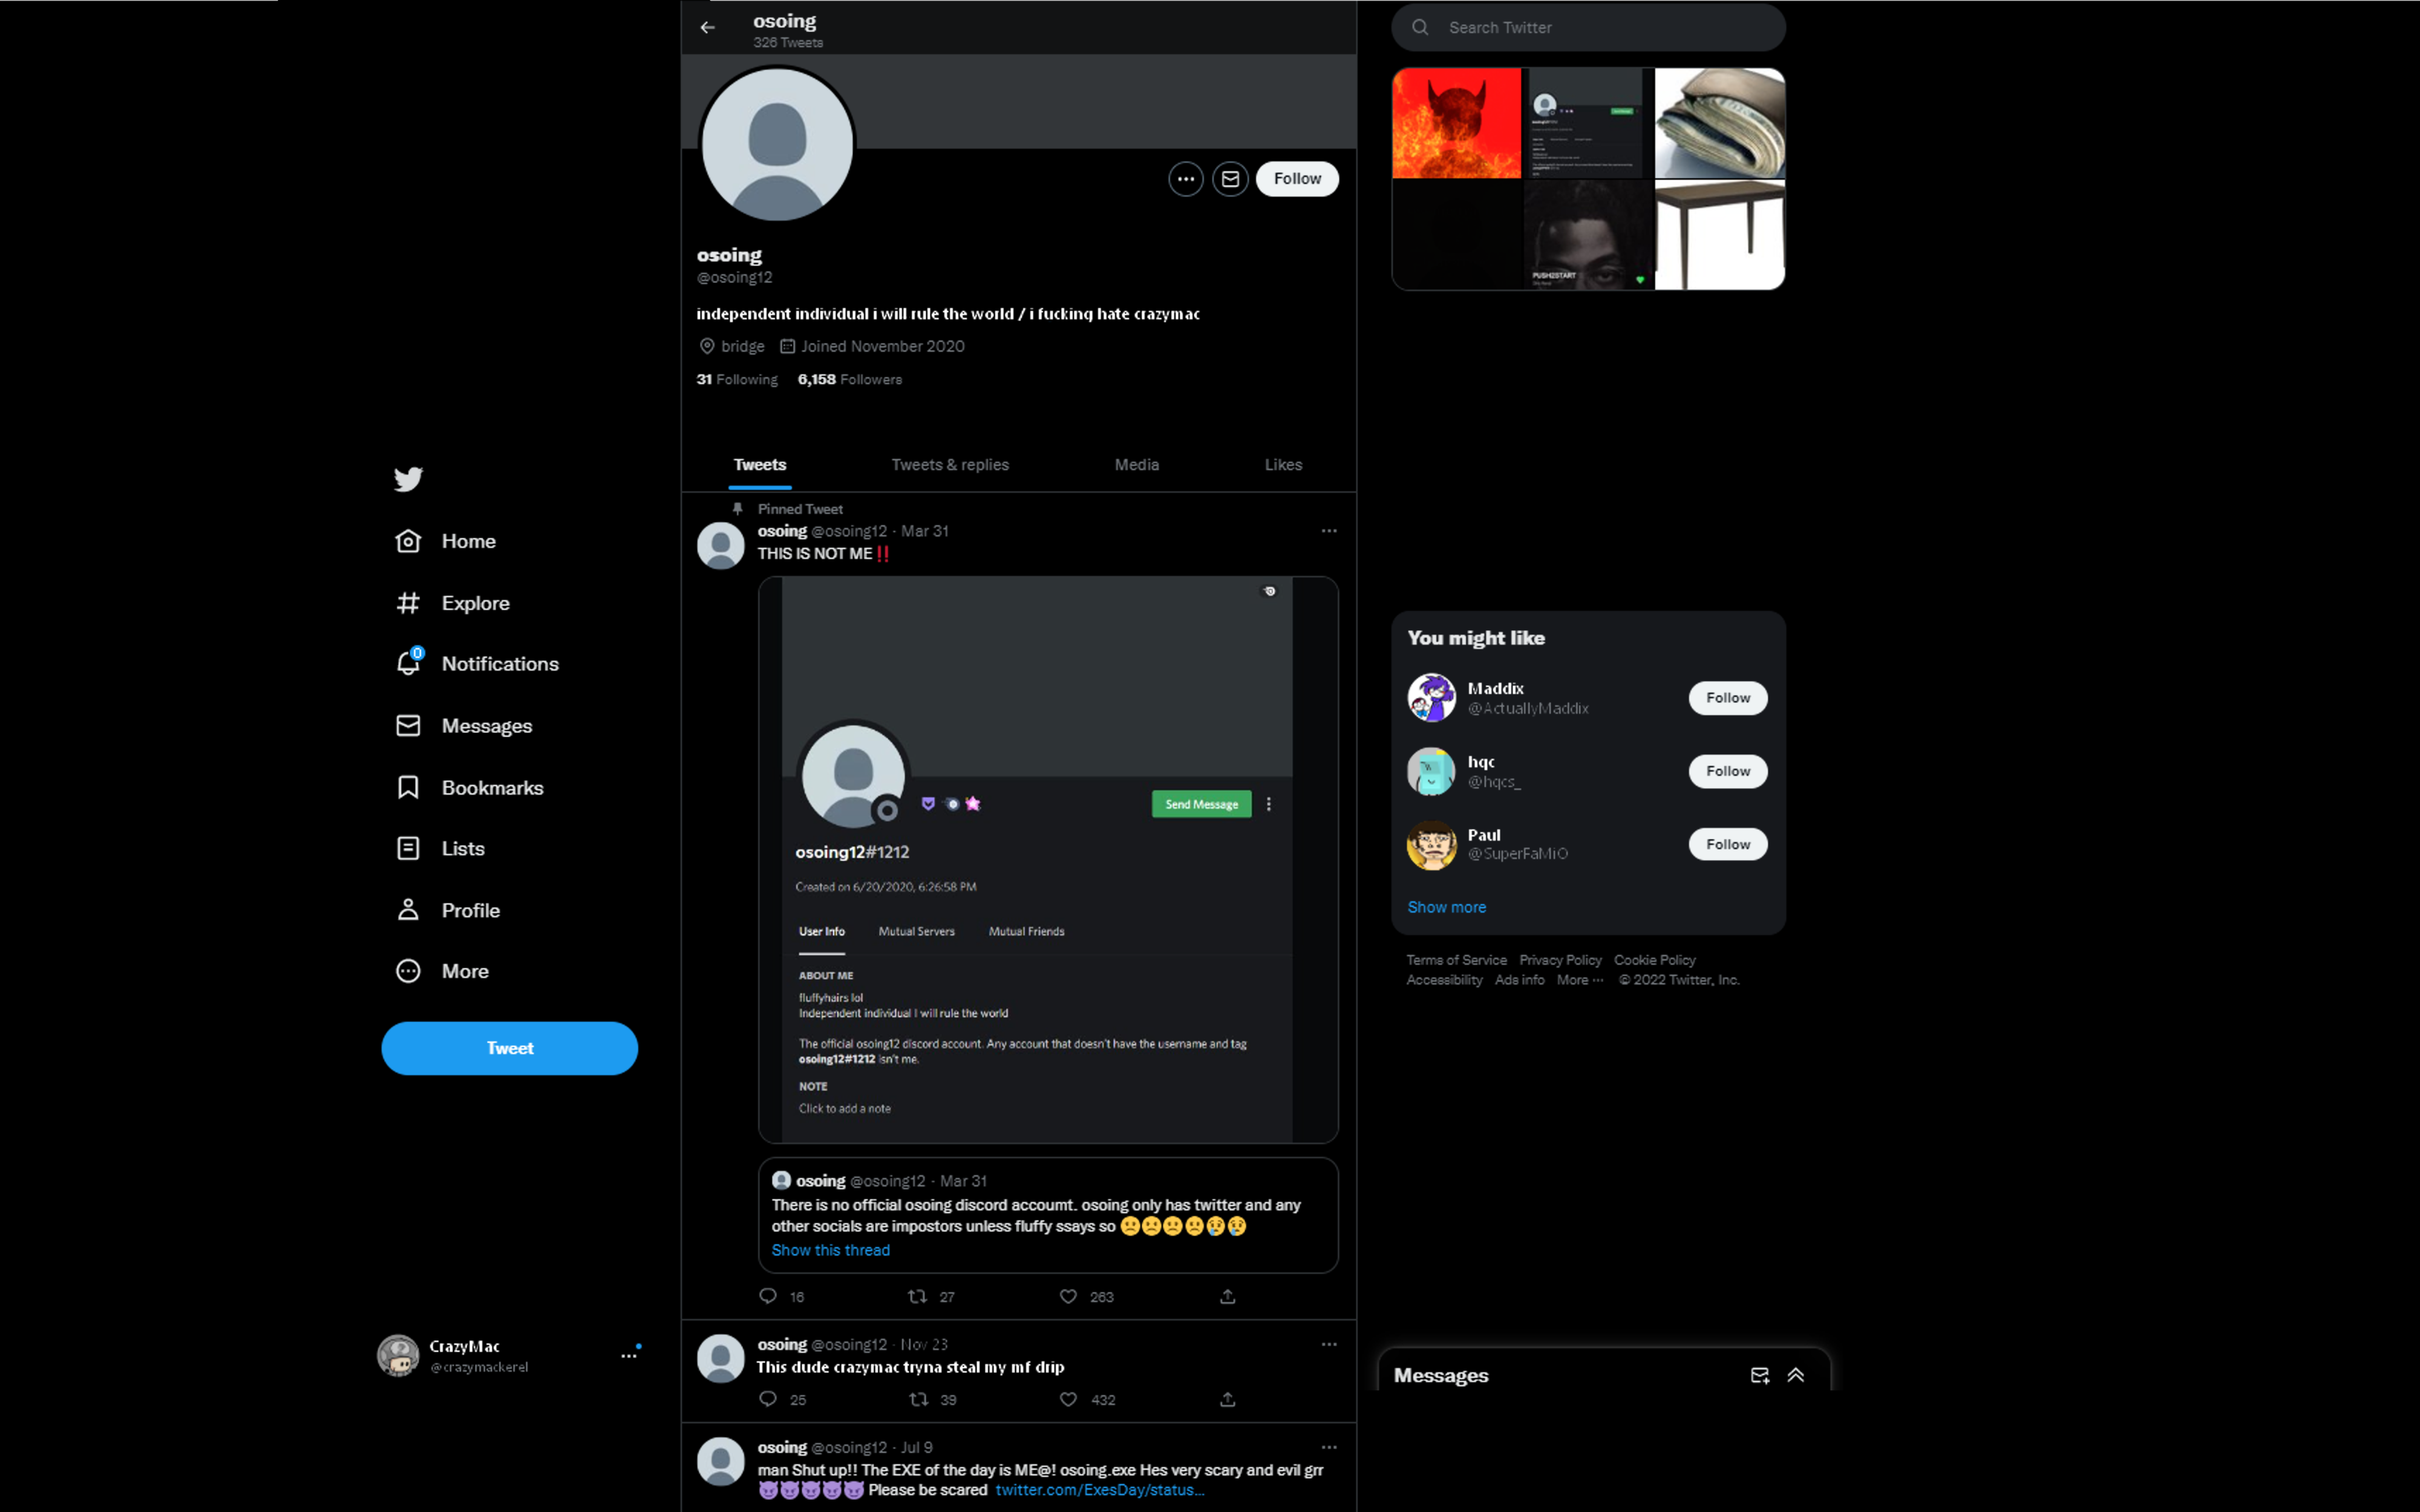 osoing
326 Tweets
Follow
osoing
@osoing12
independent individual i will rule the world / i fucking hate crazymac
bridge Joined November 2020
31 Following 6,158 Followers
Tweets Tweets & replies Media Likes
Pinned Tweet
osoing @osoing12 · Mar 31
THIS IS NOT ME‼️
osoing12#1212
Send Message
Created on 6/20/2020, 6:26:58 PM
User Info Mutual Servers Mutual Friends
ABOUT ME
fluffyhairs lol
Independent individual I will rule the world
The official osoing12 discord account. Any account that doesn't have the username and tag
osoing12#1212 isn't me.
NOTE
Click to add a note
osoing @osoing12 · Mar 31
There is no official osoing discord accoumt. osoing only has twitter and any
other socials are impostors unless fluffy ssays so 🙁🙁🙁🙁😢😢
Show this thread
16 27 263
osoing @osoing12 · Nov 23
This dude crazymac tryna steal my mf drip
25 39 432
osoing @osoing12 · Jul 9
man Shut up!! The EXE of the day is ME@! osoing.exe Hes very scary and evil grr
😈😈😈😈😈 Please be scared twitter.com/ExesDay/status...
Home
Explore
0
Notifications
Messages
Bookmarks
Lists
Profile
More
Tweet
CrazyMac
@crazymackerel
Search Twitter
PUSH2START
You might like
Maddix
@ActuallyMaddix
Follow
hqc
@hqcs_
Follow
Paul
@SuperFaMiO
Follow
Show more
Terms of Service Privacy Policy Cookie Policy
Accessibility Ads info More ··· © 2022 Twitter, Inc.
Messages